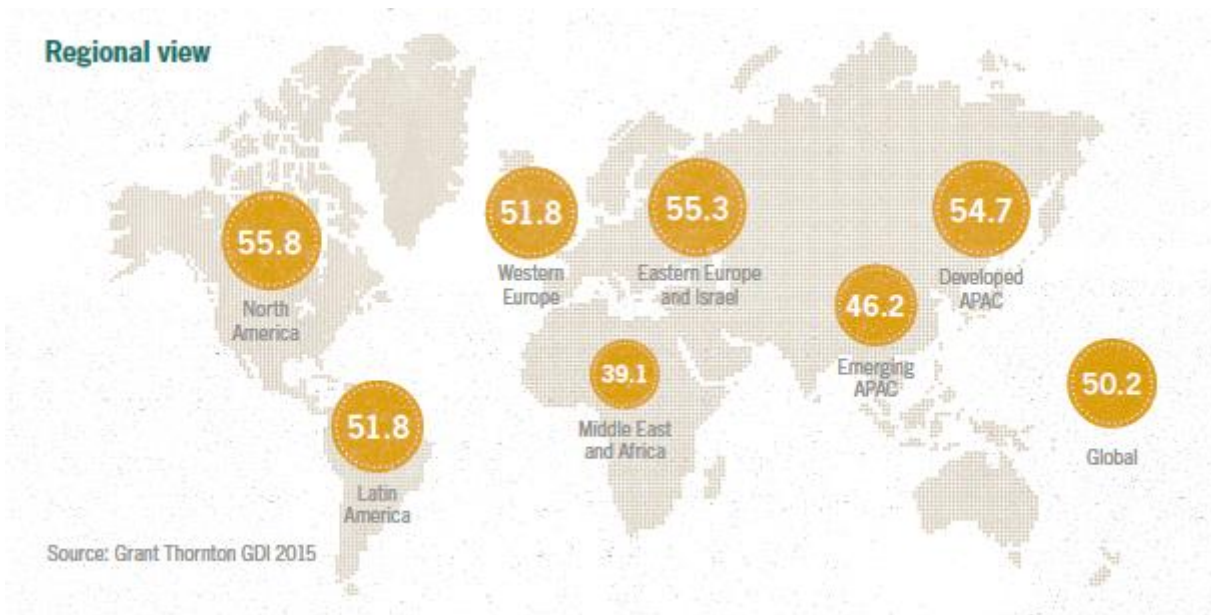 Regional view
55.8
North
America
51.8
Western
Europe
55.3
Eastern Europe
and Israel
54.7
Developed
APAC
46.2
Emerging
APAC
39.1
Middle East
and Africa
50.2
Global
51.8
Latin
America
Source: Grant Thornton GDI 2015